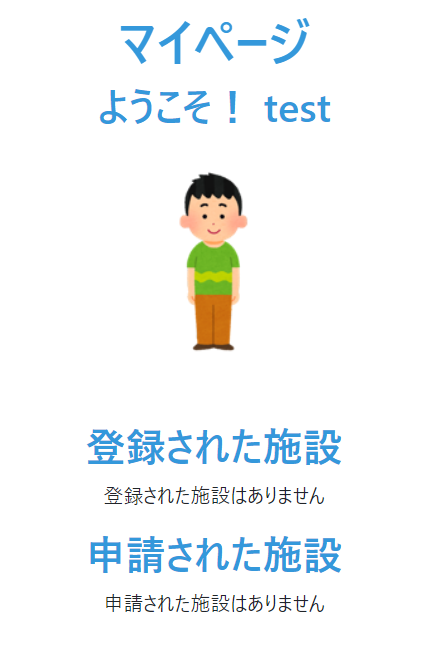 マイページ
ようこそ！ test
登録された施設
登録された施設はありません
申請された施設
申請された施設はありません